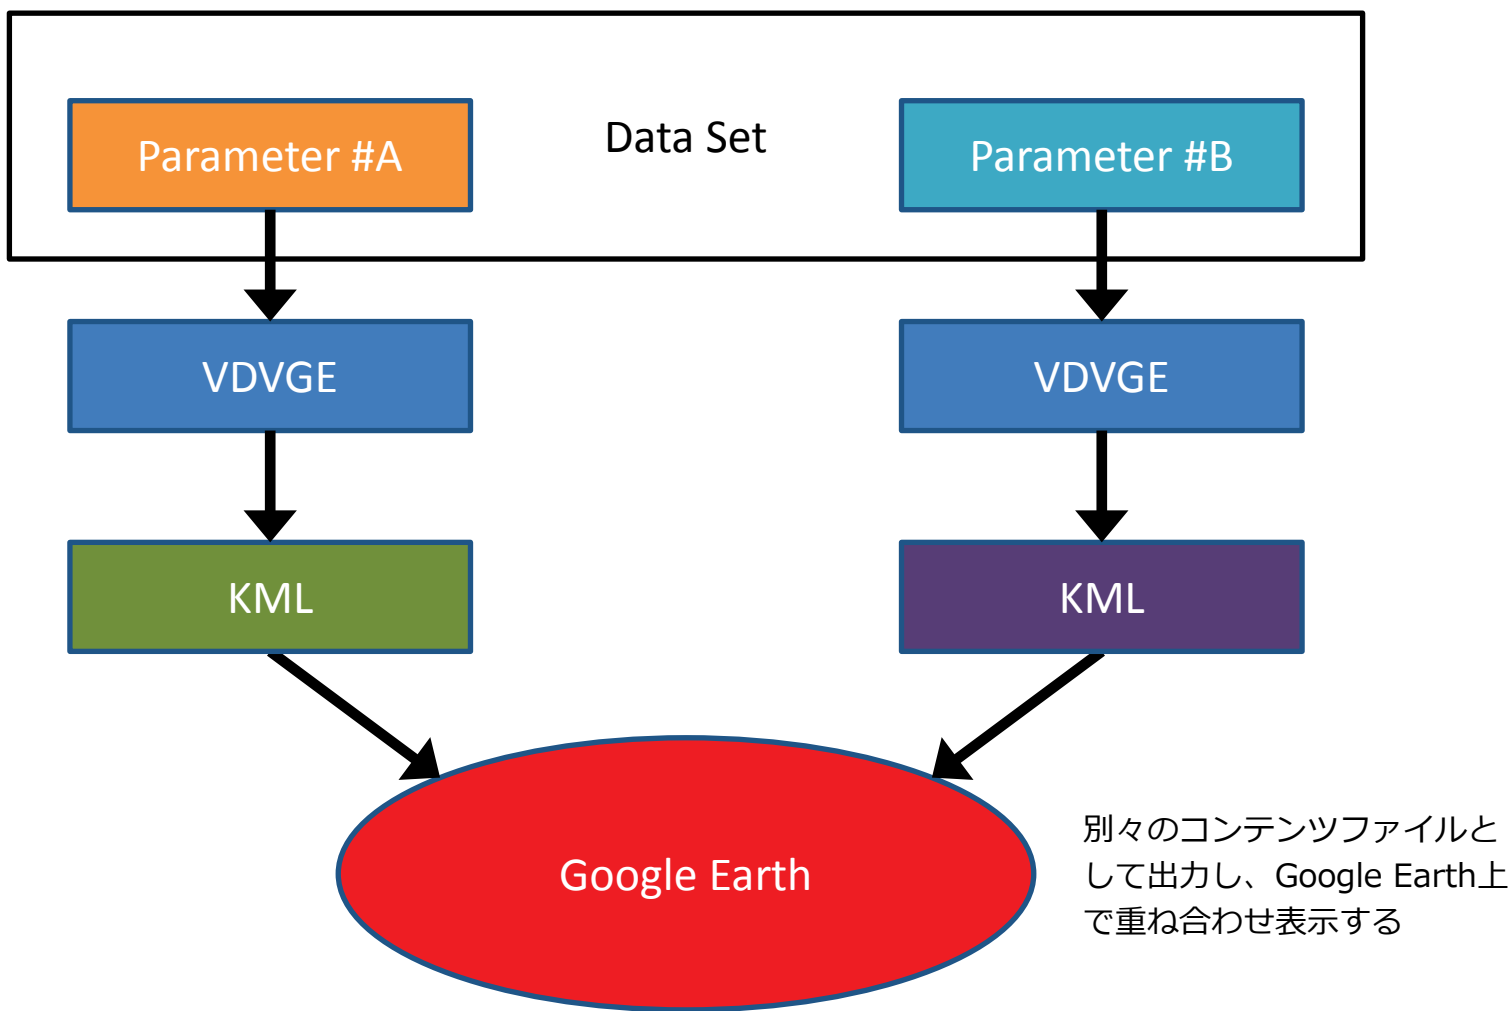 Data Set
Parameter #A
Parameter #B
VDVGE
VDVGE
KML
KML
Google Earth
別々のコンテンツファイルと
して出力し、Google Earth上
で重ね合わせ表示する